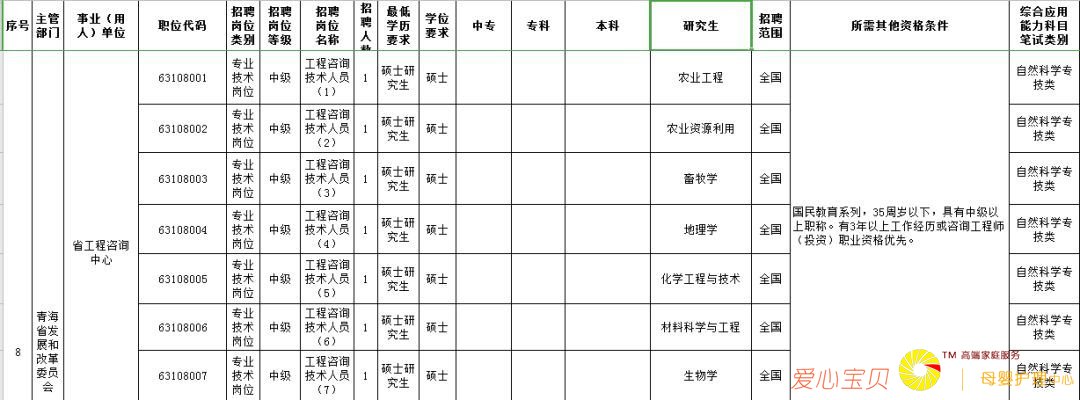 序号 主管部门 事业（用人）单位 职位代码 招聘岗位类别 招聘岗位等级 招聘岗位名称 招聘人数 最低学历要求 学位要求 中专 专科 本科 研究生 招聘范围 所需其他资格条件 综合应用能力科目笔试类别
8 青海省发展和改革委员会 省工程咨询中心
63108001 专业技术岗位 中级 工程咨询技术人员（1） 1 硕士研究生 硕士 农业工程 全国 自然科学专技类
63108002 专业技术岗位 中级 工程咨询技术人员（2） 1 硕士研究生 硕士 农业资源利用 全国 自然科学专技类
63108003 专业技术岗位 中级 工程咨询技术人员（3） 1 硕士研究生 硕士 畜牧学 全国 自然科学专技类
国民教育系列，35周岁以下，具有中级以
上职称。有3年以上工作经历或咨询工程师
（投资）职业资格优先。
63108004 专业技术岗位 中级 工程咨询技术人员（4） 1 硕士研究生 硕士 地理学 全国 自然科学专技类
63108005 专业技术岗位 中级 工程咨询技术人员（5） 1 硕士研究生 硕士 化学工程与技术 全国 自然科学专技类
63108006 专业技术岗位 中级 工程咨询技术人员（6） 1 硕士研究生 硕士 材料科学与工程 全国 自然科学专技类
63108007 专业技术岗位 中级 工程咨询技术人员（7） 1 硕士研究生 硕士 生物学 全国 自然科学专技类
爱心宝贝 TM 高端家庭服务
母婴护理中心